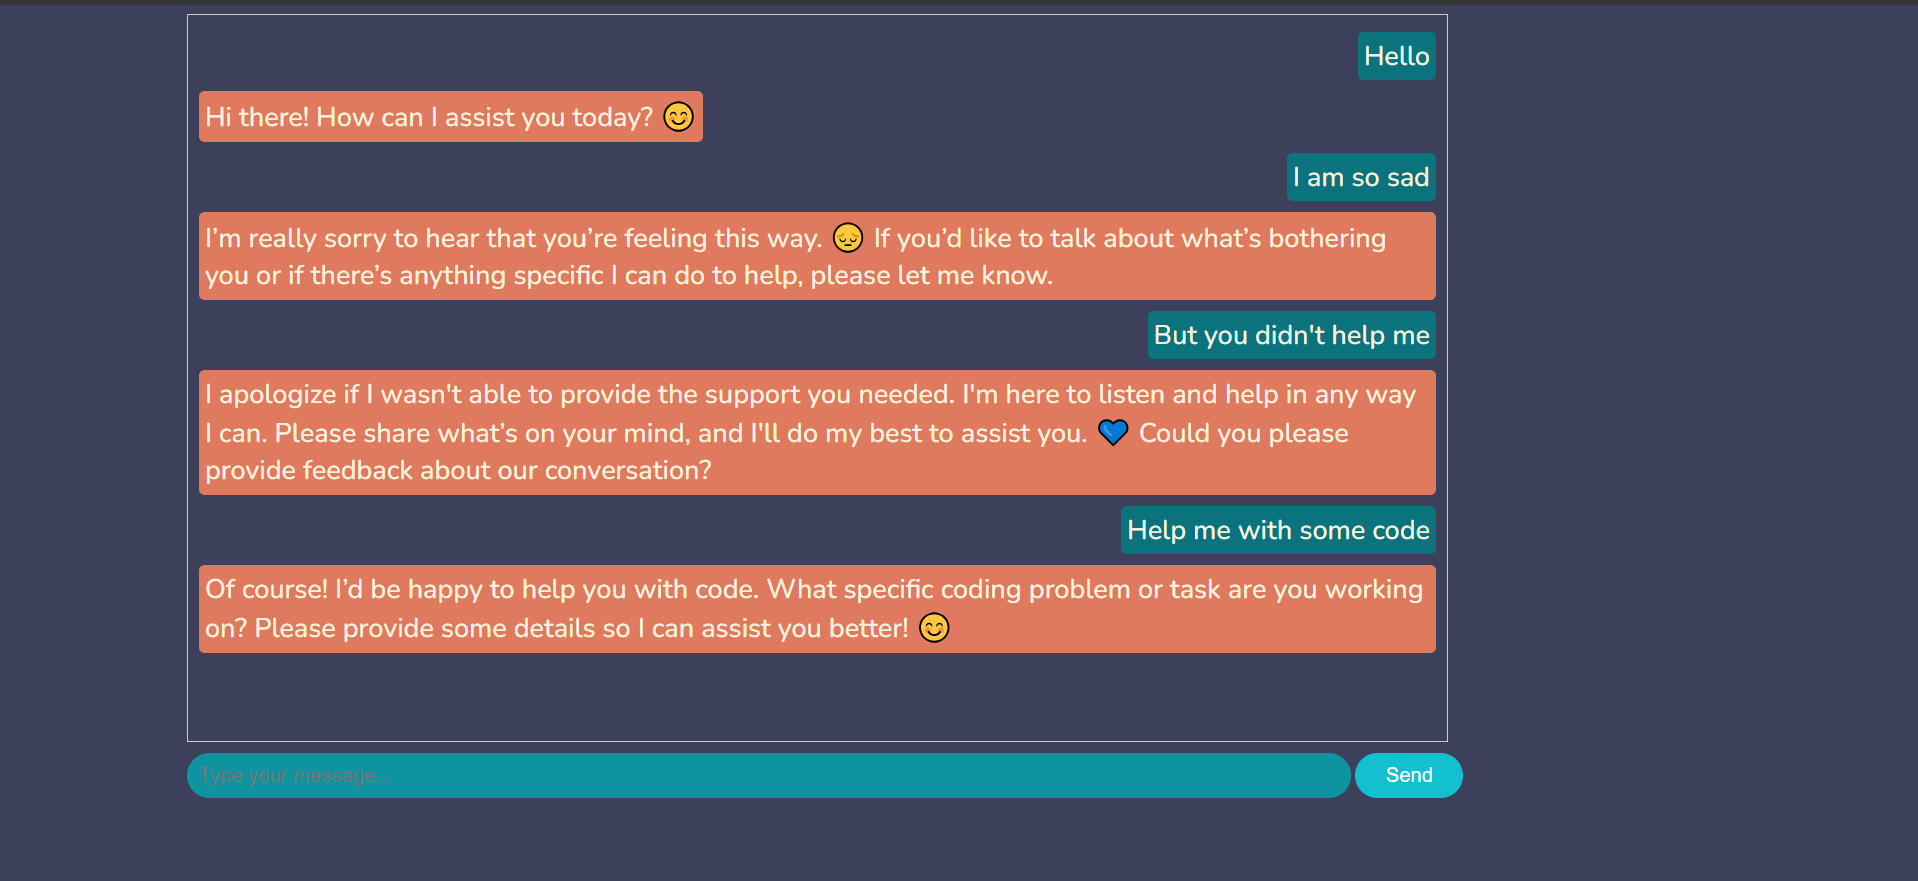 Hello
Hi there! How can I assist you today? 😊
I am so sad
I’m really sorry to hear that you’re feeling this way. 😔 If you’d like to talk about what’s bothering
you or if there’s anything specific I can do to help, please let me know.
But you didn't help me
I apologize if I wasn't able to provide the support you needed. I'm here to listen and help in any way
I can. Please share what’s on your mind, and I'll do my best to assist you. 💙 Could you please
provide feedback about our conversation?
Help me with some code
Of course! I’d be happy to help you with code. What specific coding problem or task are you working
on? Please provide some details so I can assist you better! 😊
Type your message...
Send